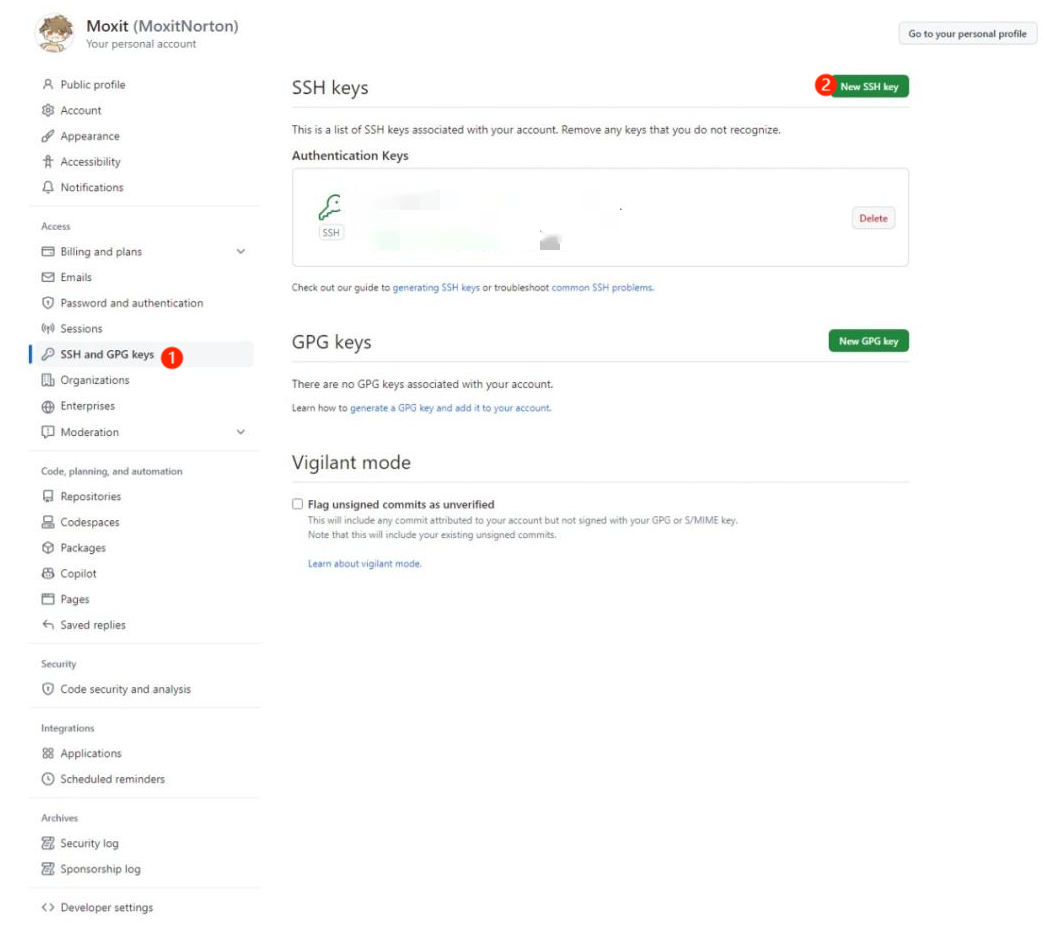 Moxit (MoxitNorton)
Your personal account
Go to your personal profile
Public profile
Account
Appearance
Accessibility
Notifications
Access
Billing and plans
Emails
Password and authentication
Sessions
SSH and GPG keys 1
Organizations
Enterprises
Moderation
Code, planning, and automation
Repositories
Codespaces
Packages
Copilot
Pages
Saved replies
Security
Code security and analysis
Integrations
Applications
Scheduled reminders
Archives
Security log
Sponsorship log
Developer settings
SSH keys
2 New SSH key
This is a list of SSH keys associated with your account. Remove any keys that you do not recognize.
Authentication Keys
SSH
Delete
Check out our guide to generating SSH keys or troubleshoot common SSH problems.
GPG keys
New GPG key
There are no GPG keys associated with your account.
Learn how to generate a GPG key and add it to your account.
Vigilant mode
Flag unsigned commits as unverified
This will include any commit attributed to your account but not signed with your GPG or S/MIME key.
Note that this will include your existing unsigned commits.
Learn about vigilant mode.